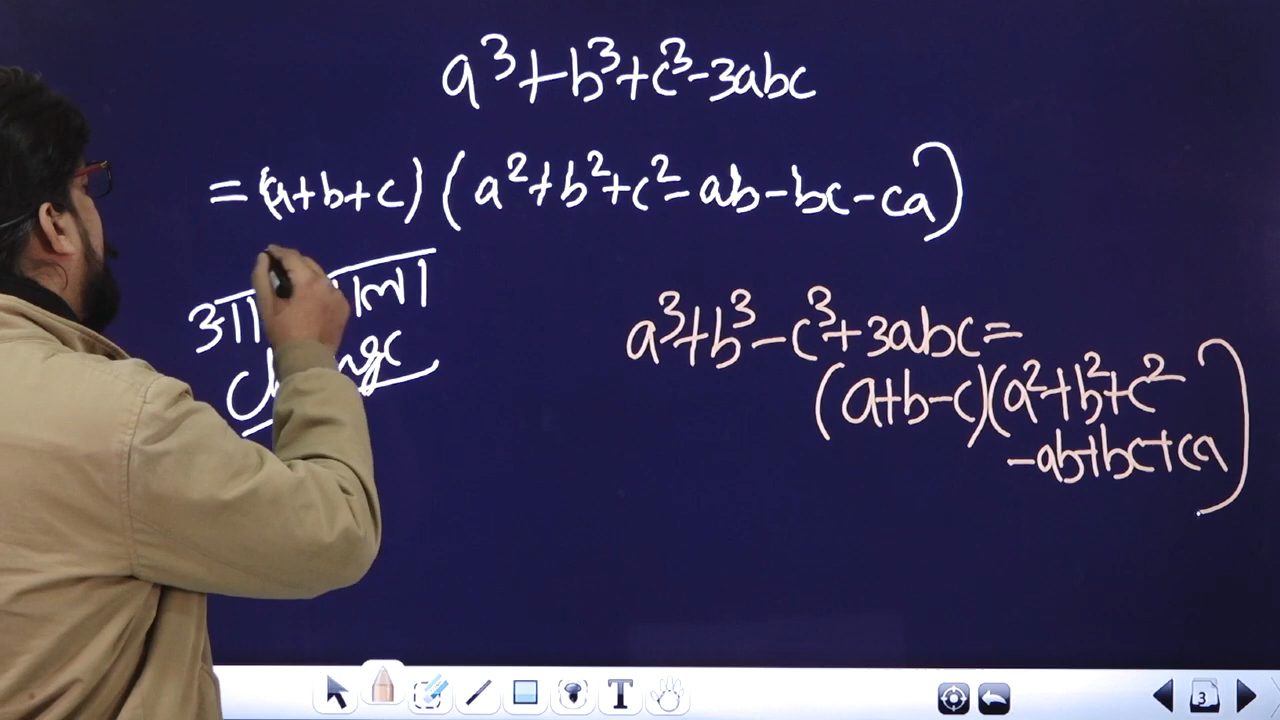 a³+b³+c³-3abc
= (a+b+c) (a²+b²+c²-ab-bc-ca)
a³+b³-c³+3abc=
(a+b-c)(a²+b²+c²
-ab+bc+ca)
3